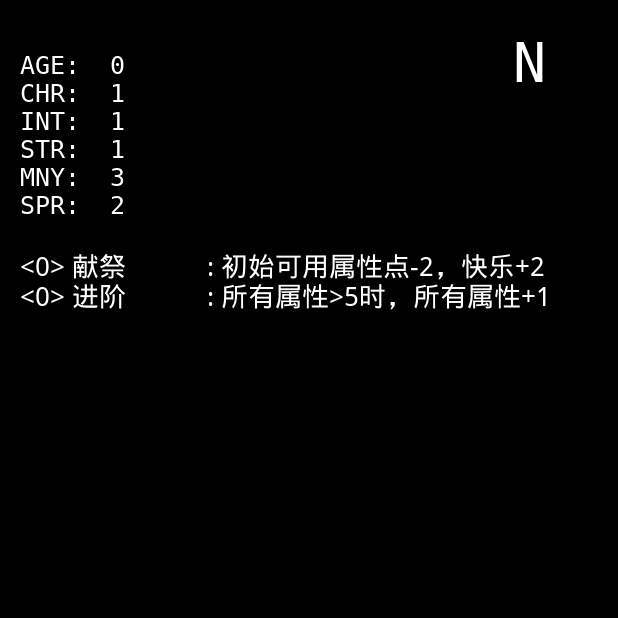 N
AGE: 0
CHR: 1
INT: 1
STR: 1
MNY: 3
SPR: 2
<O> 献祭 : 初始可用属性点-2，快乐+2
<O> 进阶 : 所有属性>5时，所有属性+1